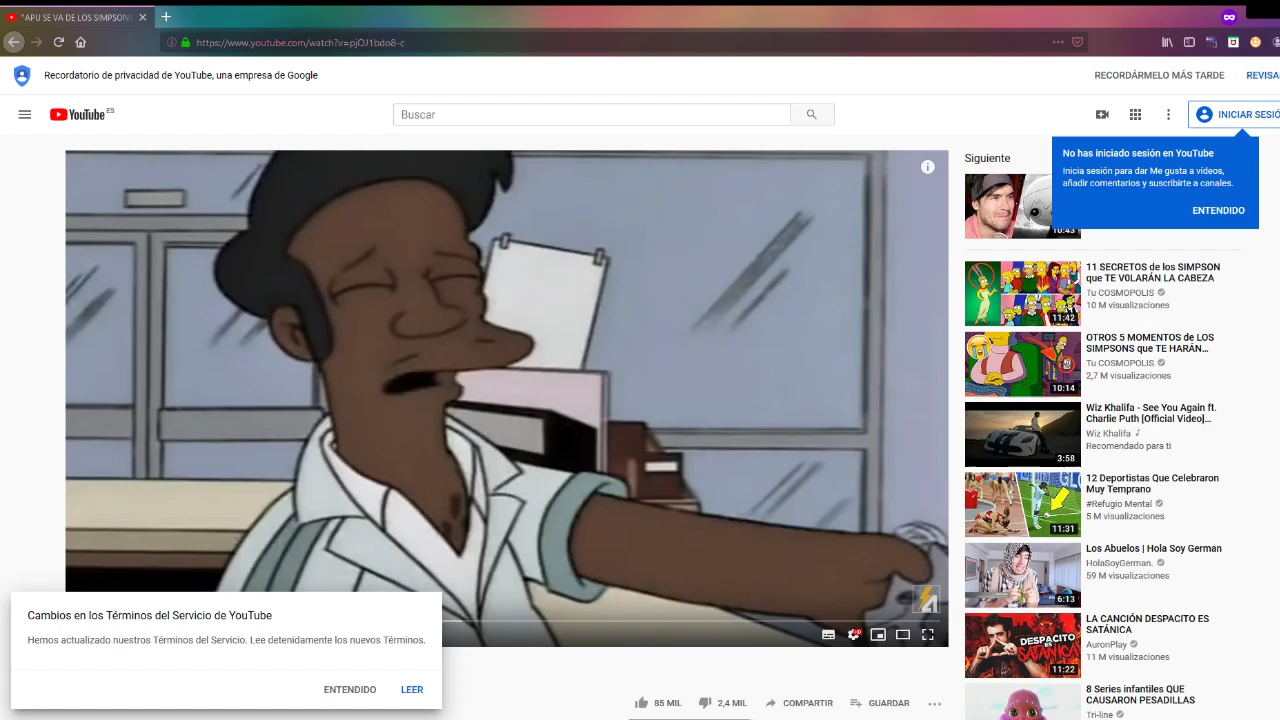 "APU SE VA DE LOS SIMPSONS
https://www.youtube.com/watch?v=pjOJ1bdo8-c
Recordatorio de privacidad de YouTube, una empresa de Google
RECORDÁRMELO MÁS TARDE
REVISA
YouTube ES
Buscar
INICIAR SESIÓ
No has iniciado sesión en YouTube
Inicia sesión para dar Me gusta a vídeos,
añadir comentarios y suscribirte a canales.
ENTENDIDO
Siguiente
10:43
11 SECRETOS de los SIMPSON
que TE VOLARÁN LA CABEZA
Tu COSMOPOLIS
10 M visualizaciones
11:42
OTROS 5 MOMENTOS de LOS
SIMPSONS que TE HARÁN...
Tu COSMOPOLIS
2,7 M visualizaciones
10:14
Wiz Khalifa - See You Again ft.
Charlie Puth [Official Video]...
Wiz Khalifa
Recomendado para ti
3:58
12 Deportistas Que Celebraron
Muy Temprano
#Refugio Mental
5 M visualizaciones
11:31
Los Abuelos | Hola Soy German
HolaSoyGerman.
59 M visualizaciones
6:13
LA CANCIÓN DESPACITO ES
SATÁNICA
AuronPlay
11 M visualizaciones
DESPACITO
ES
SATÁNICA
11:22
8 Series infantiles QUE
CAUSARON PESADILLAS
Tri-line
Cambios en los Términos del Servicio de YouTube
Hemos actualizado nuestros Términos del Servicio. Lee detenidamente los nuevos Términos.
ENTENDIDO
LEER
85 MIL
2,4 MIL
COMPARTIR
GUARDAR